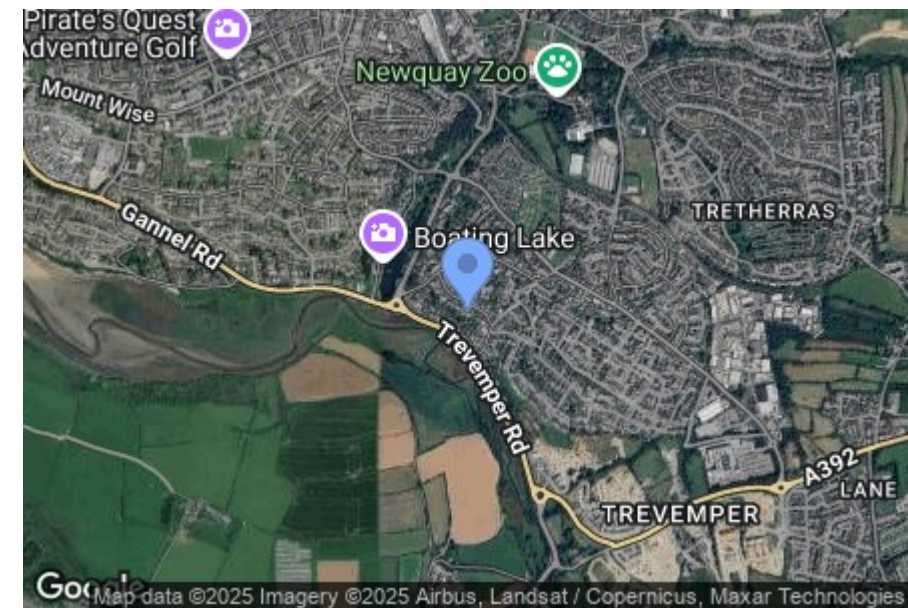 Pirate's Quest
Adventure Golf
Newquay Zoo
Mount Wise
TRETHERRAS
Gannel Rd
Boating Lake
Trevemper Rd
A392
LANE
TREVEMPER
Google
Map data ©2025 Imagery ©2025 Airbus, Landsat / Copernicus, Maxar Technologies